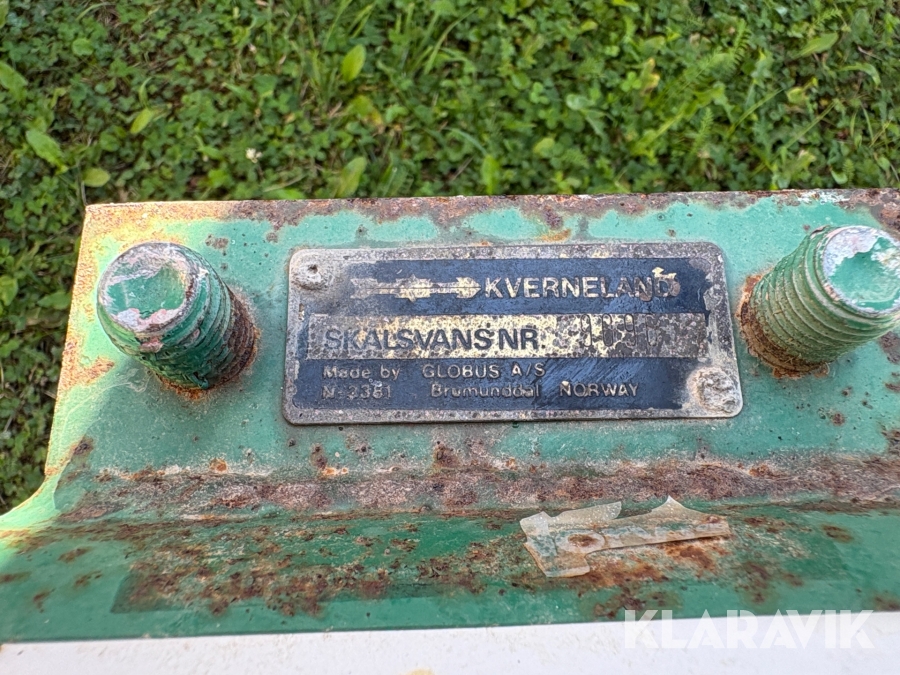 KVERNELAND
SKALSVANS NR.
Made by GLOBUS A/S
N-2381 Brumunddal NORWAY
KLARAVIK